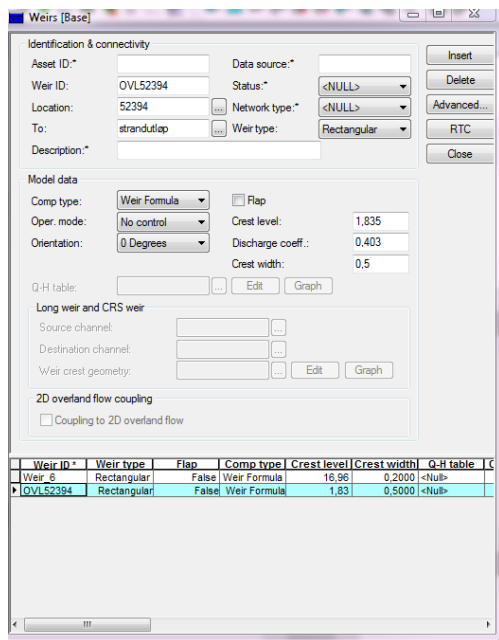 Weirs [Base]
Identification & connectivity
Asset ID:* Data source:* Insert
Weir ID: OVL52394 Status:* <NULL> Delete
Location: 52394 ... Network type:* <NULL> Advanced...
To: strandutløp ... Weir type: Rectangular RTC
Description:* Close
Model data
Comp type: Weir Formula Flap
Oper. mode: No control Crest level: 1,835
Orientation: 0 Degrees Discharge coeff.: 0,403
Crest width: 0,5
Q-H table: ... Edit Graph
Long weir and CRS weir
Source channel: ...
Destination channel: ...
Weir crest geometry: ... Edit Graph
2D overland flow coupling
Coupling to 2D overland flow
Weir ID * Weir type Flap Comp type Crest level Crest width Q-H table
Weir_6 Rectangular False Weir Formula 16,96 0,2000 <Null>
OVL52394 Rectangular False Weir Formula 1,83 0,5000 <Null>